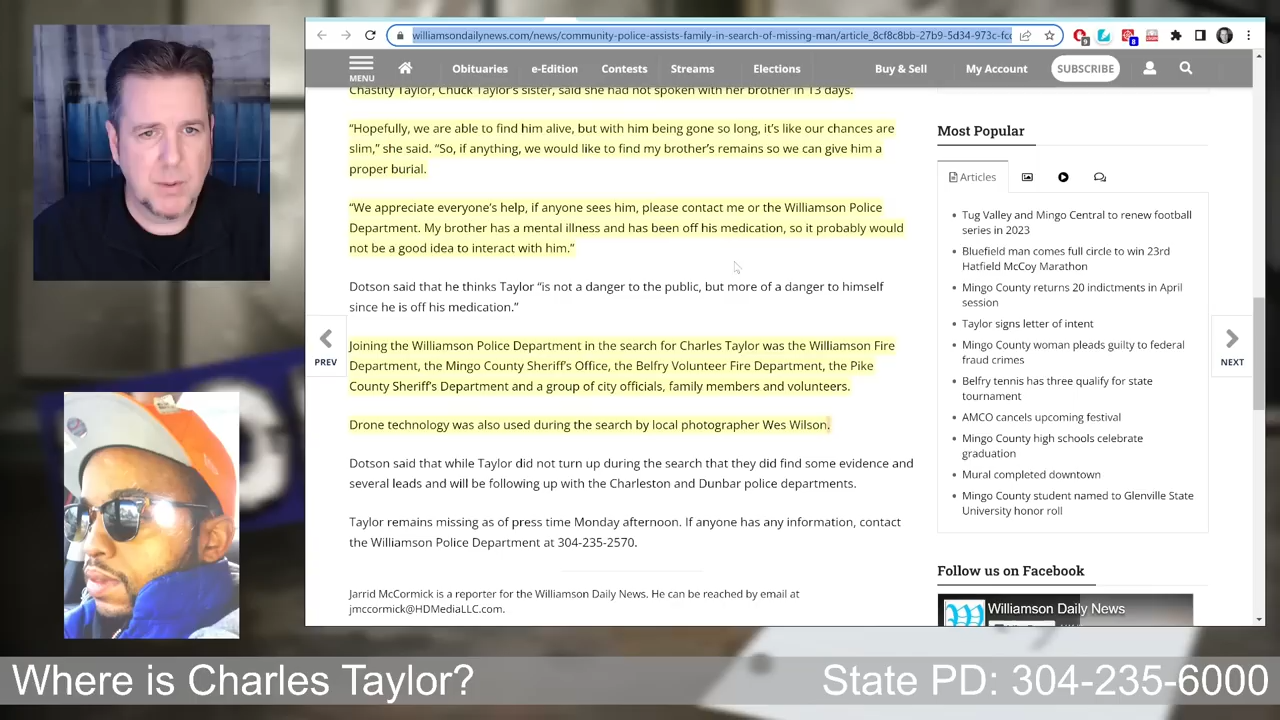 williamsondailynews.com/news/community-police-assists-family-in-search-of-missing-man/article_8cf8c8bb-27b9-5d34-973c-fc
MENU
Obituaries e-Edition Contests Streams Elections Buy & Sell My Account SUBSCRIBE
Chastity Taylor, Chuck Taylor's sister, said she had not spoken with her brother in 13 days.
“Hopefully, we are able to find him alive, but with him being gone so long, it’s like our chances are
slim,” she said. “So, if anything, we would like to find my brother’s remains so we can give him a
proper burial.
“We appreciate everyone’s help, if anyone sees him, please contact me or the Williamson Police
Department. My brother has a mental illness and has been off his medication, so it probably would
not be a good idea to interact with him.”
Dotson said that he thinks Taylor “is not a danger to the public, but more of a danger to himself
since he is off his medication.”
PREV
Joining the Williamson Police Department in the search for Charles Taylor was the Williamson Fire
Department, the Mingo County Sheriff’s Office, the Belfry Volunteer Fire Department, the Pike
County Sheriff’s Department and a group of city officials, family members and volunteers.
Drone technology was also used during the search by local photographer Wes Wilson.
Dotson said that while Taylor did not turn up during the search that they did find some evidence and
several leads and will be following up with the Charleston and Dunbar police departments.
Taylor remains missing as of press time Monday afternoon. If anyone has any information, contact
the Williamson Police Department at 304-235-2570.
Jarrid McCormick is a reporter for the Williamson Daily News. He can be reached by email at
jmccormick@HDMediaLLC.com.
Most Popular
Articles
Tug Valley and Mingo Central to renew football
series in 2023
Bluefield man comes full circle to win 23rd
Hatfield McCoy Marathon
Mingo County returns 20 indictments in April
session
Taylor signs letter of intent
Mingo County woman pleads guilty to federal
fraud crimes
Belfry tennis has three qualify for state
tournament
AMCO cancels upcoming festival
Mingo County high schools celebrate
graduation
Mural completed downtown
Mingo County student named to Glenville State
University honor roll
NEXT
Follow us on Facebook
Williamson Daily News
Where is Charles Taylor?
State PD: 304-235-6000